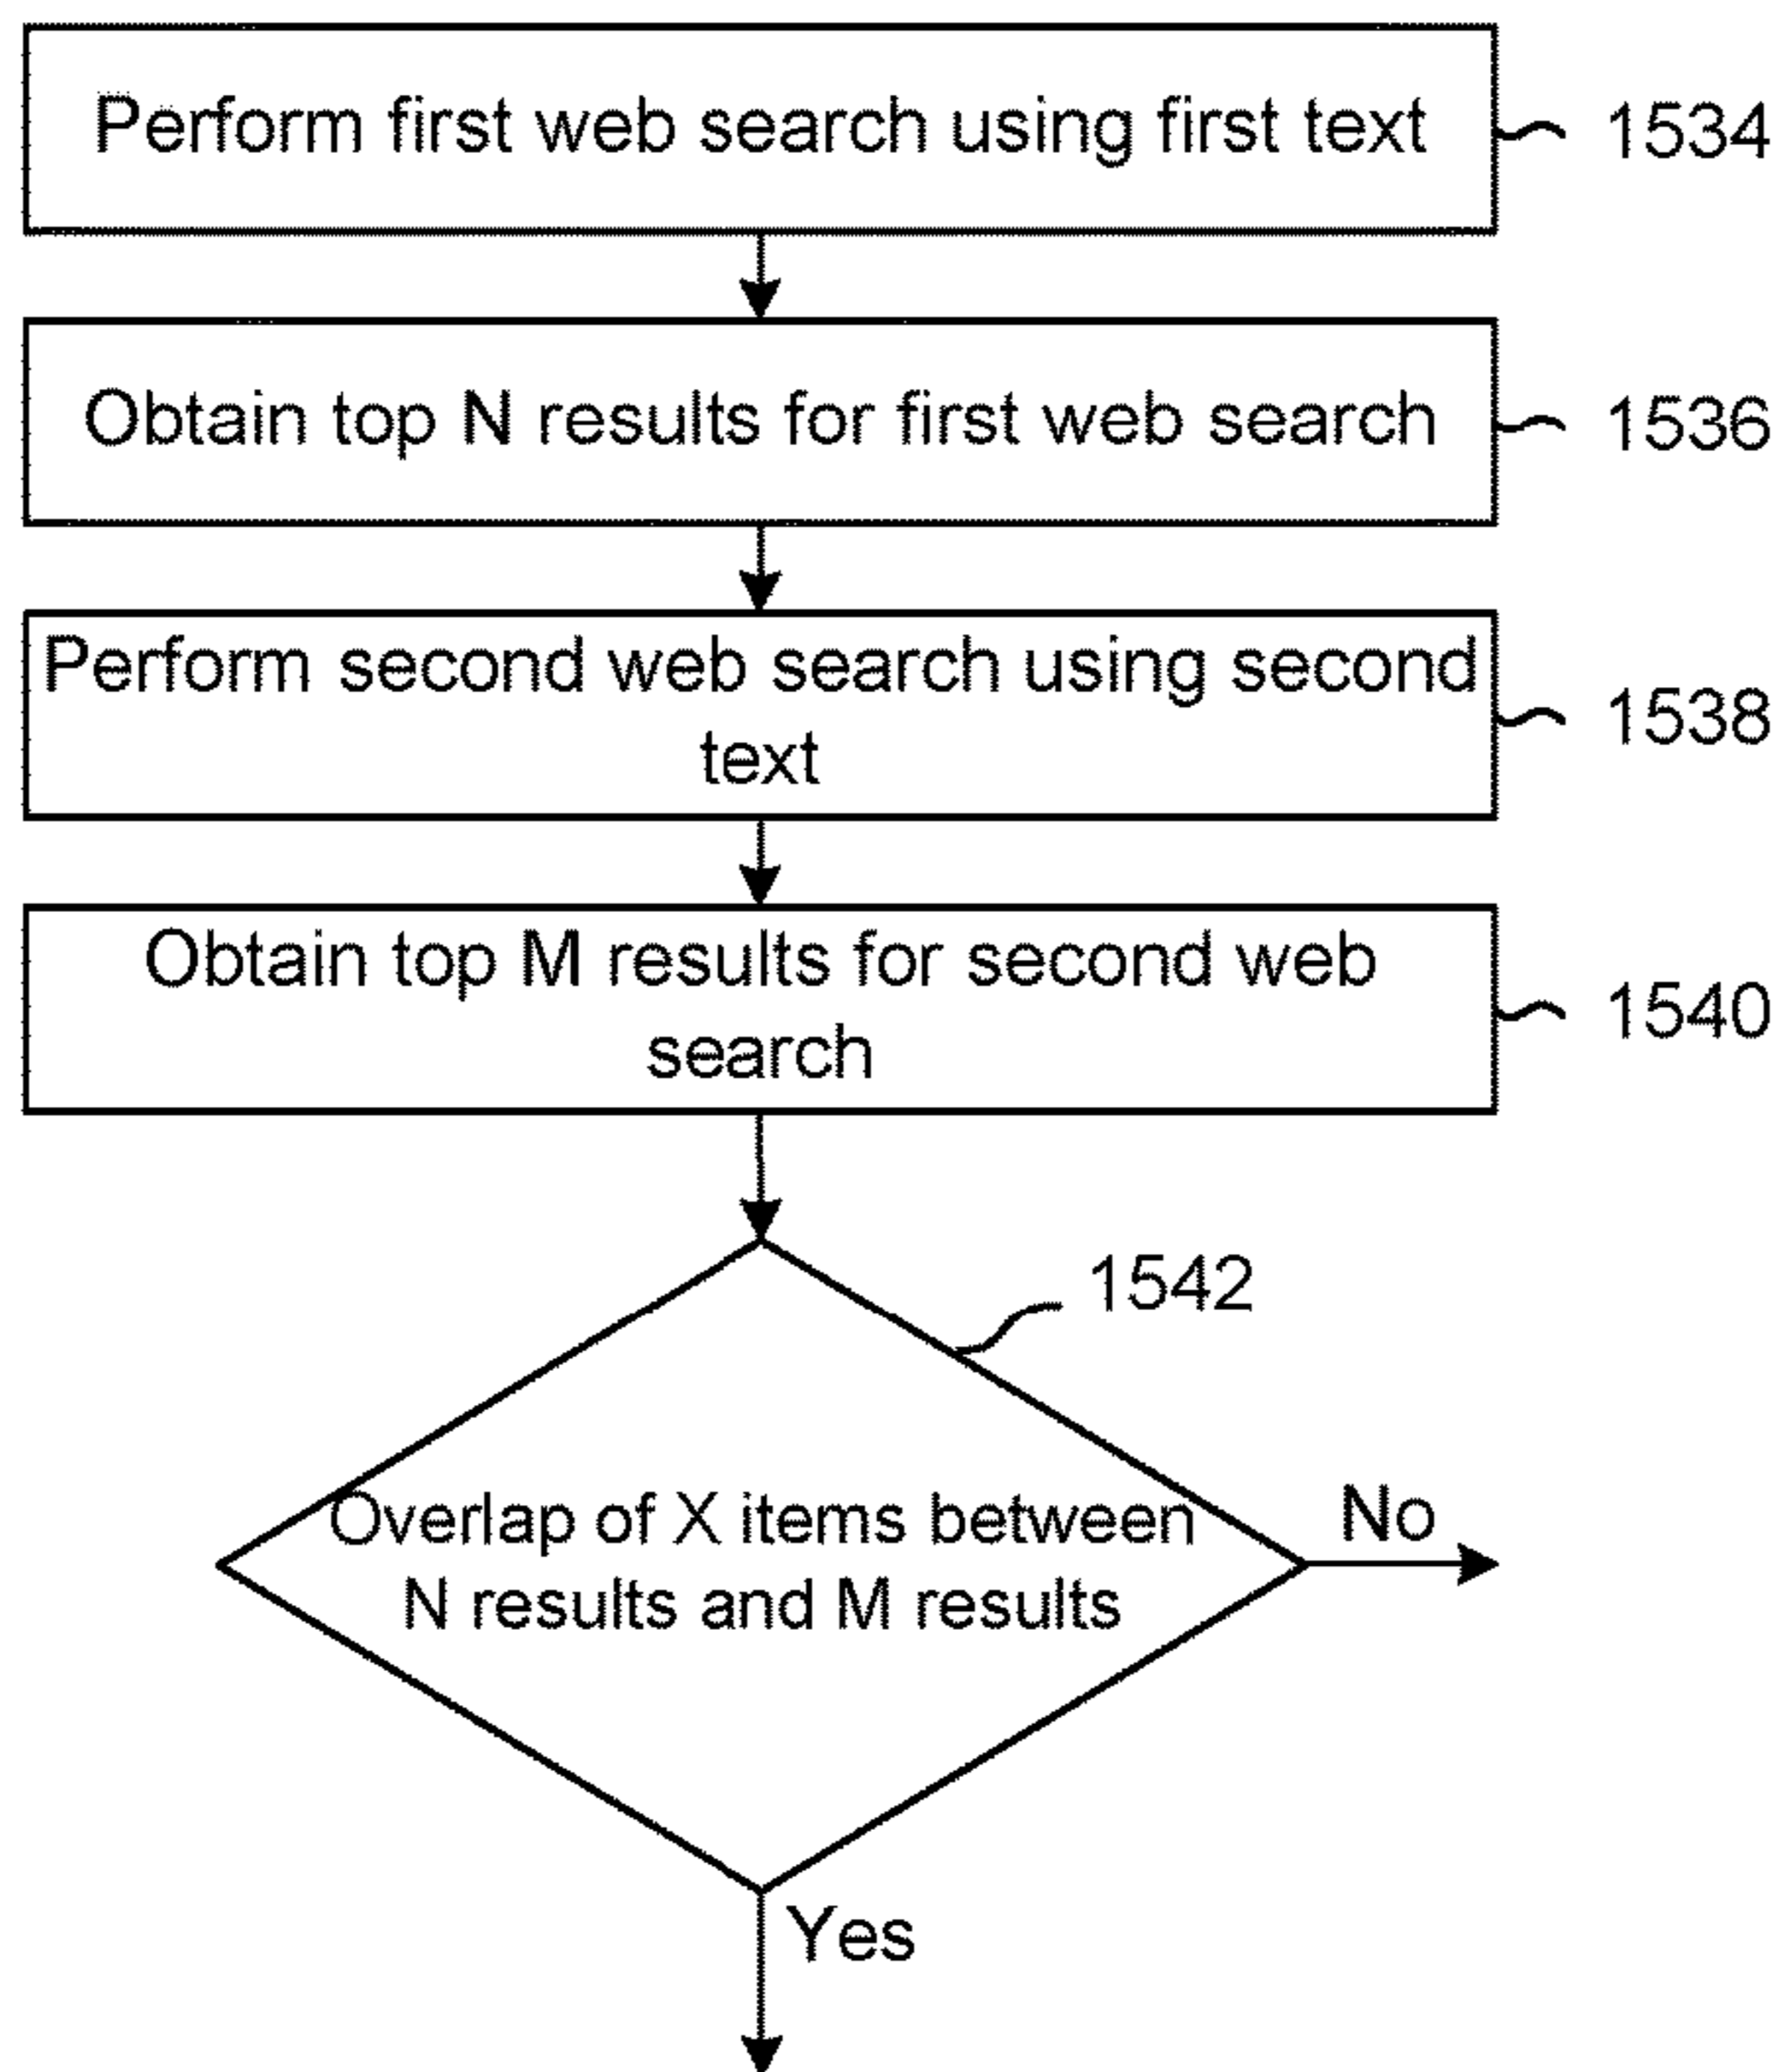 Perform first web search using first text
1534
Obtain top N results for first web search
1536
Perform second web search using second
text
1538
Obtain top M results for second web
search
1540
1542
Overlap of X items between
N results and M results
No
Yes